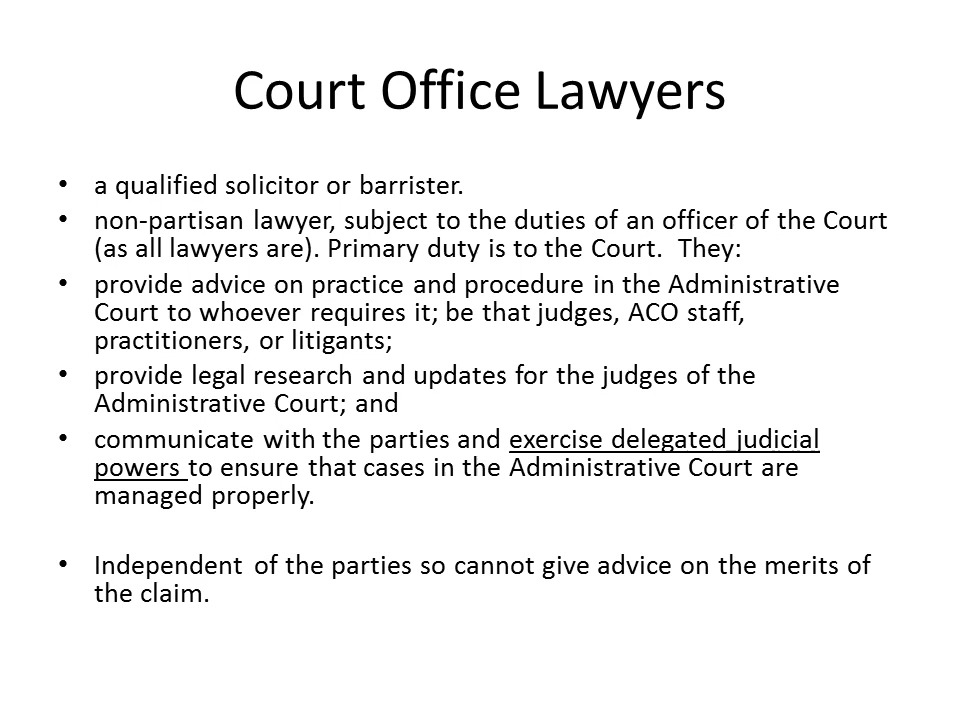 Court Office Lawyers
• a qualified solicitor or barrister.
• non-partisan lawyer, subject to the duties of an officer of the Court
(as all lawyers are). Primary duty is to the Court.  They:
• provide advice on practice and procedure in the Administrative
Court to whoever requires it; be that judges, ACO staff,
practitioners, or litigants;
• provide legal research and updates for the judges of the
Administrative Court; and
• communicate with the parties and exercise delegated judicial
powers to ensure that cases in the Administrative Court are
managed properly.
• Independent of the parties so cannot give advice on the merits of
the claim.